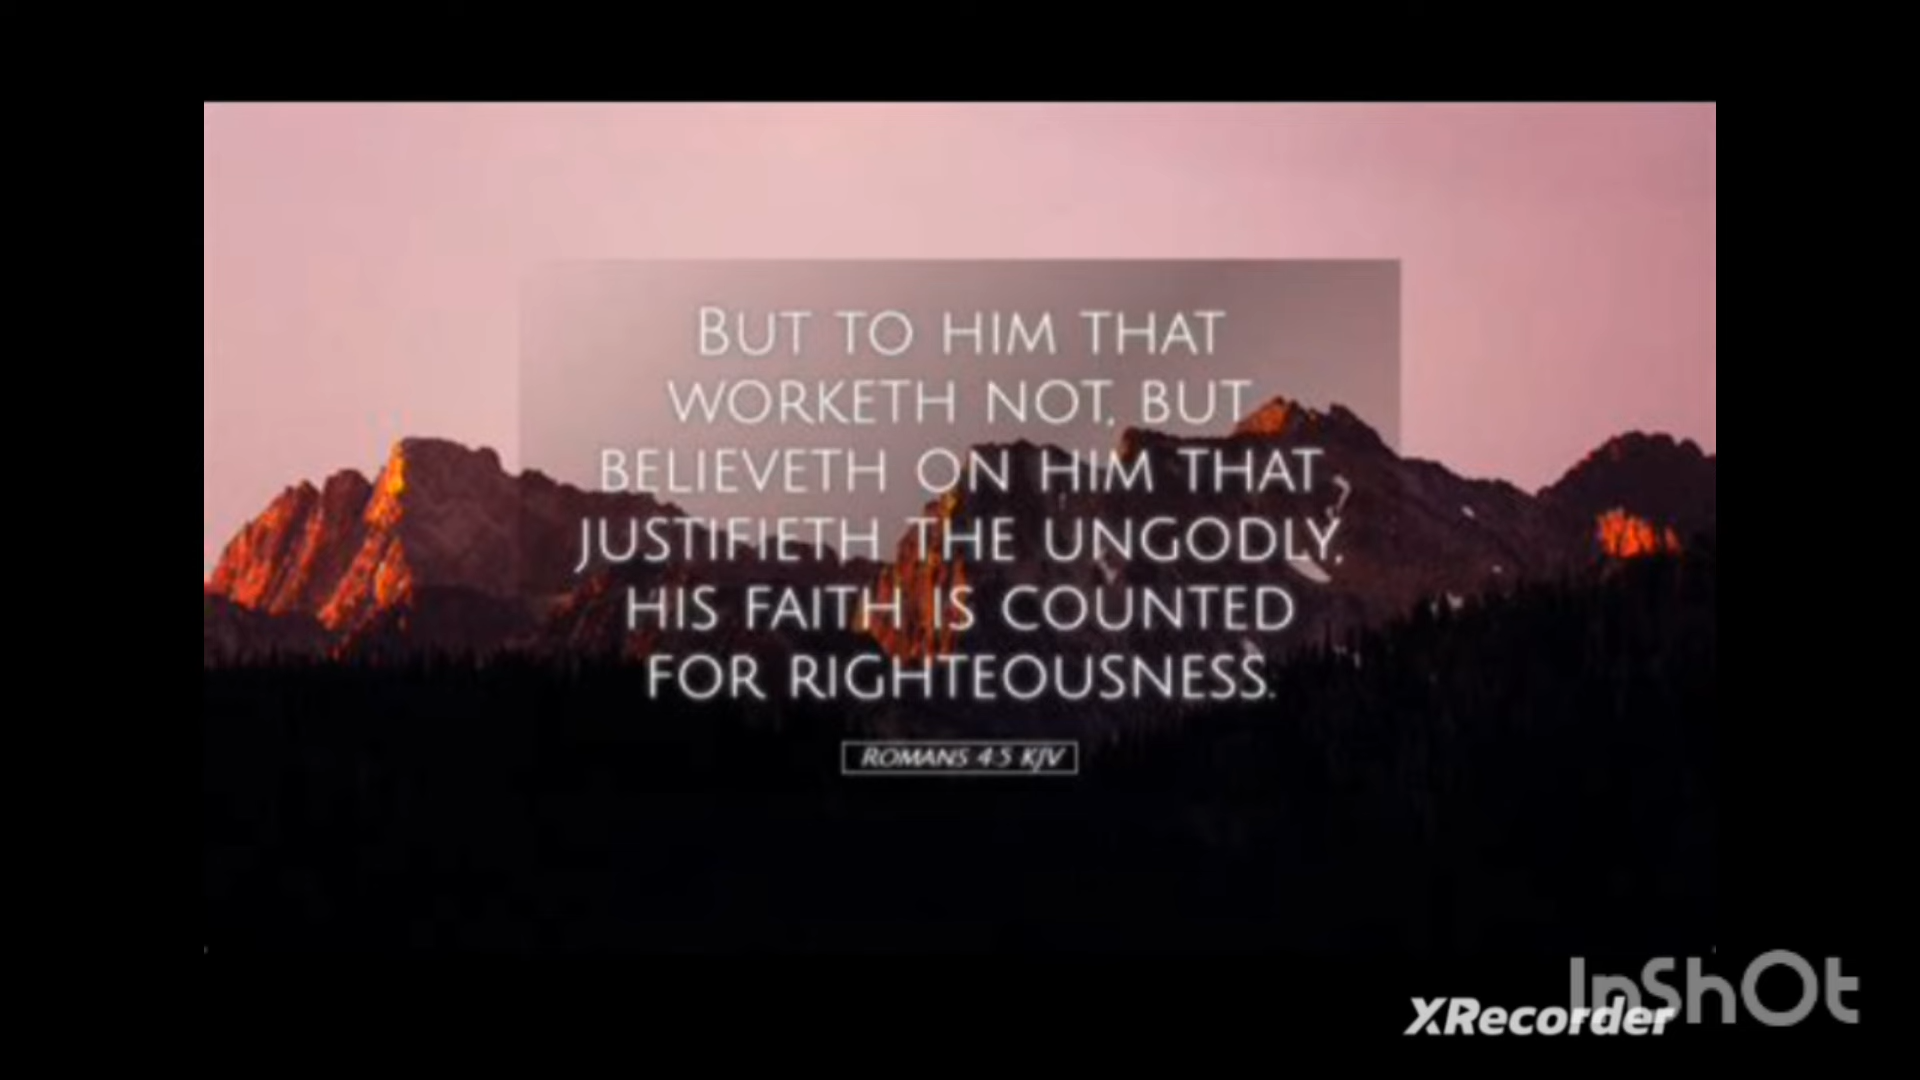 BUT TO HIM THAT
WORKETH NOT, BUT
BELIEVETH ON HIM THAT
JUSTIFIETH THE UNGODLY,
HIS FAITH IS COUNTED
FOR RIGHTEOUSNESS.
ROMANS 4:5 KJV
InShOt
XRecorder